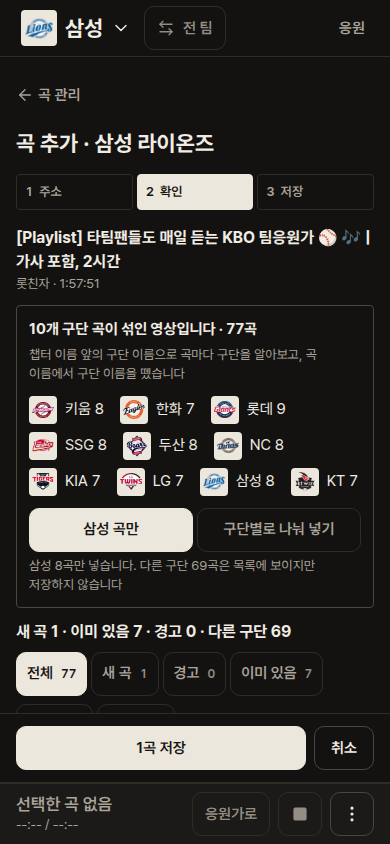 삼성
전 팀
응원
곡 관리
곡 추가 · 삼성 라이온즈
1 주소
2 확인
3 저장
[Playlist] 타팀팬들도 매일 듣는 KBO 팀응원가 ⚾ 🎶 |
가사 포함, 2시간
롯친자 · 1:57:51
10개 구단 곡이 섞인 영상입니다 · 77곡
챕터 이름 앞의 구단 이름으로 곡마다 구단을 알아보고, 곡
이름에서 구단 이름을 뗐습니다
키움 8
한화 7
롯데 9
SSG 8
두산 8
NC 8
KIA 7
LG 7
삼성 8
KT 7
삼성 곡만
구단별로 나눠 넣기
삼성 8곡만 넣습니다. 다른 구단 69곡은 목록에 보이지만
저장하지 않습니다
새 곡 1 · 이미 있음 7 · 경고 0 · 다른 구단 69
전체 77
새 곡 1
경고 0
이미 있음 7
1곡 저장
취소
선택한 곡 없음
--:-- / --:--
응원가로